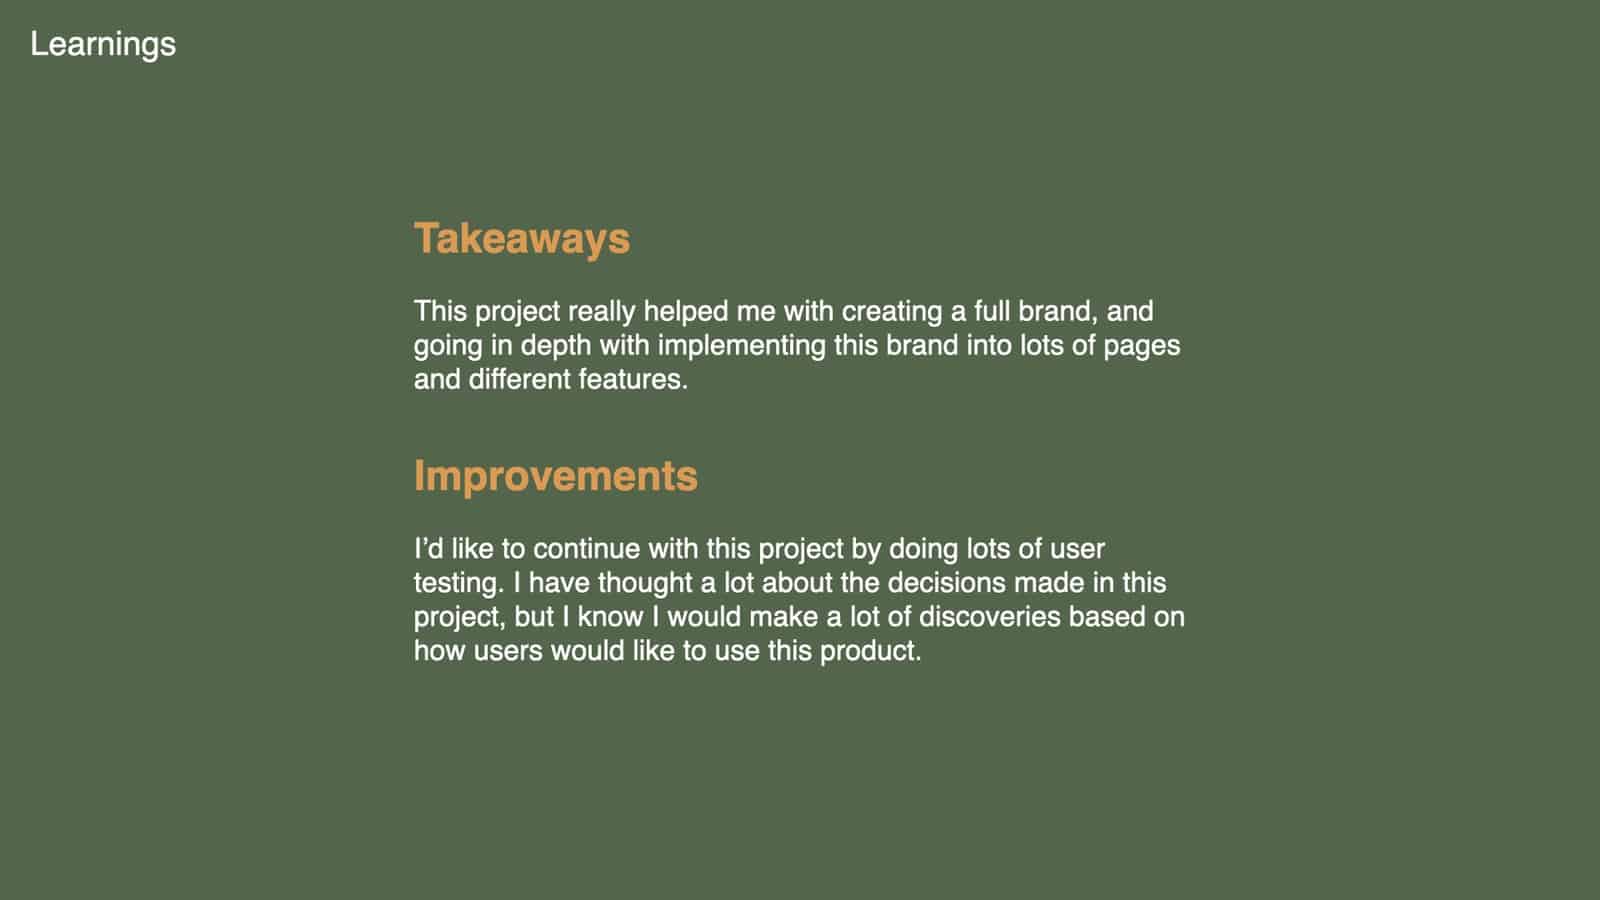 Learnings
Takeaways
This project really helped me with creating a full brand, and
going in depth with implementing this brand into lots of pages
and different features.
Improvements
I’d like to continue with this project by doing lots of user
testing. I have thought a lot about the decisions made in this
project, but I know I would make a lot of discoveries based on
how users would like to use this product.